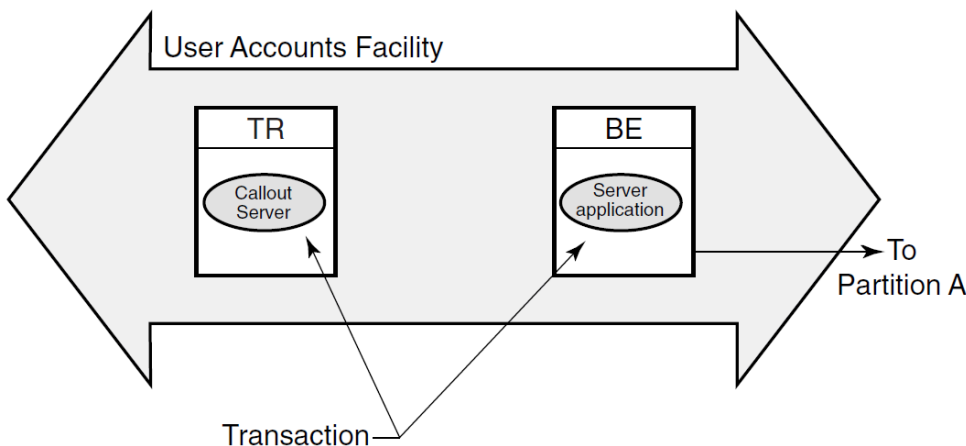 User Accounts Facility
TR
BE
Callout
Server
Server
application
To
Partition A
Transaction